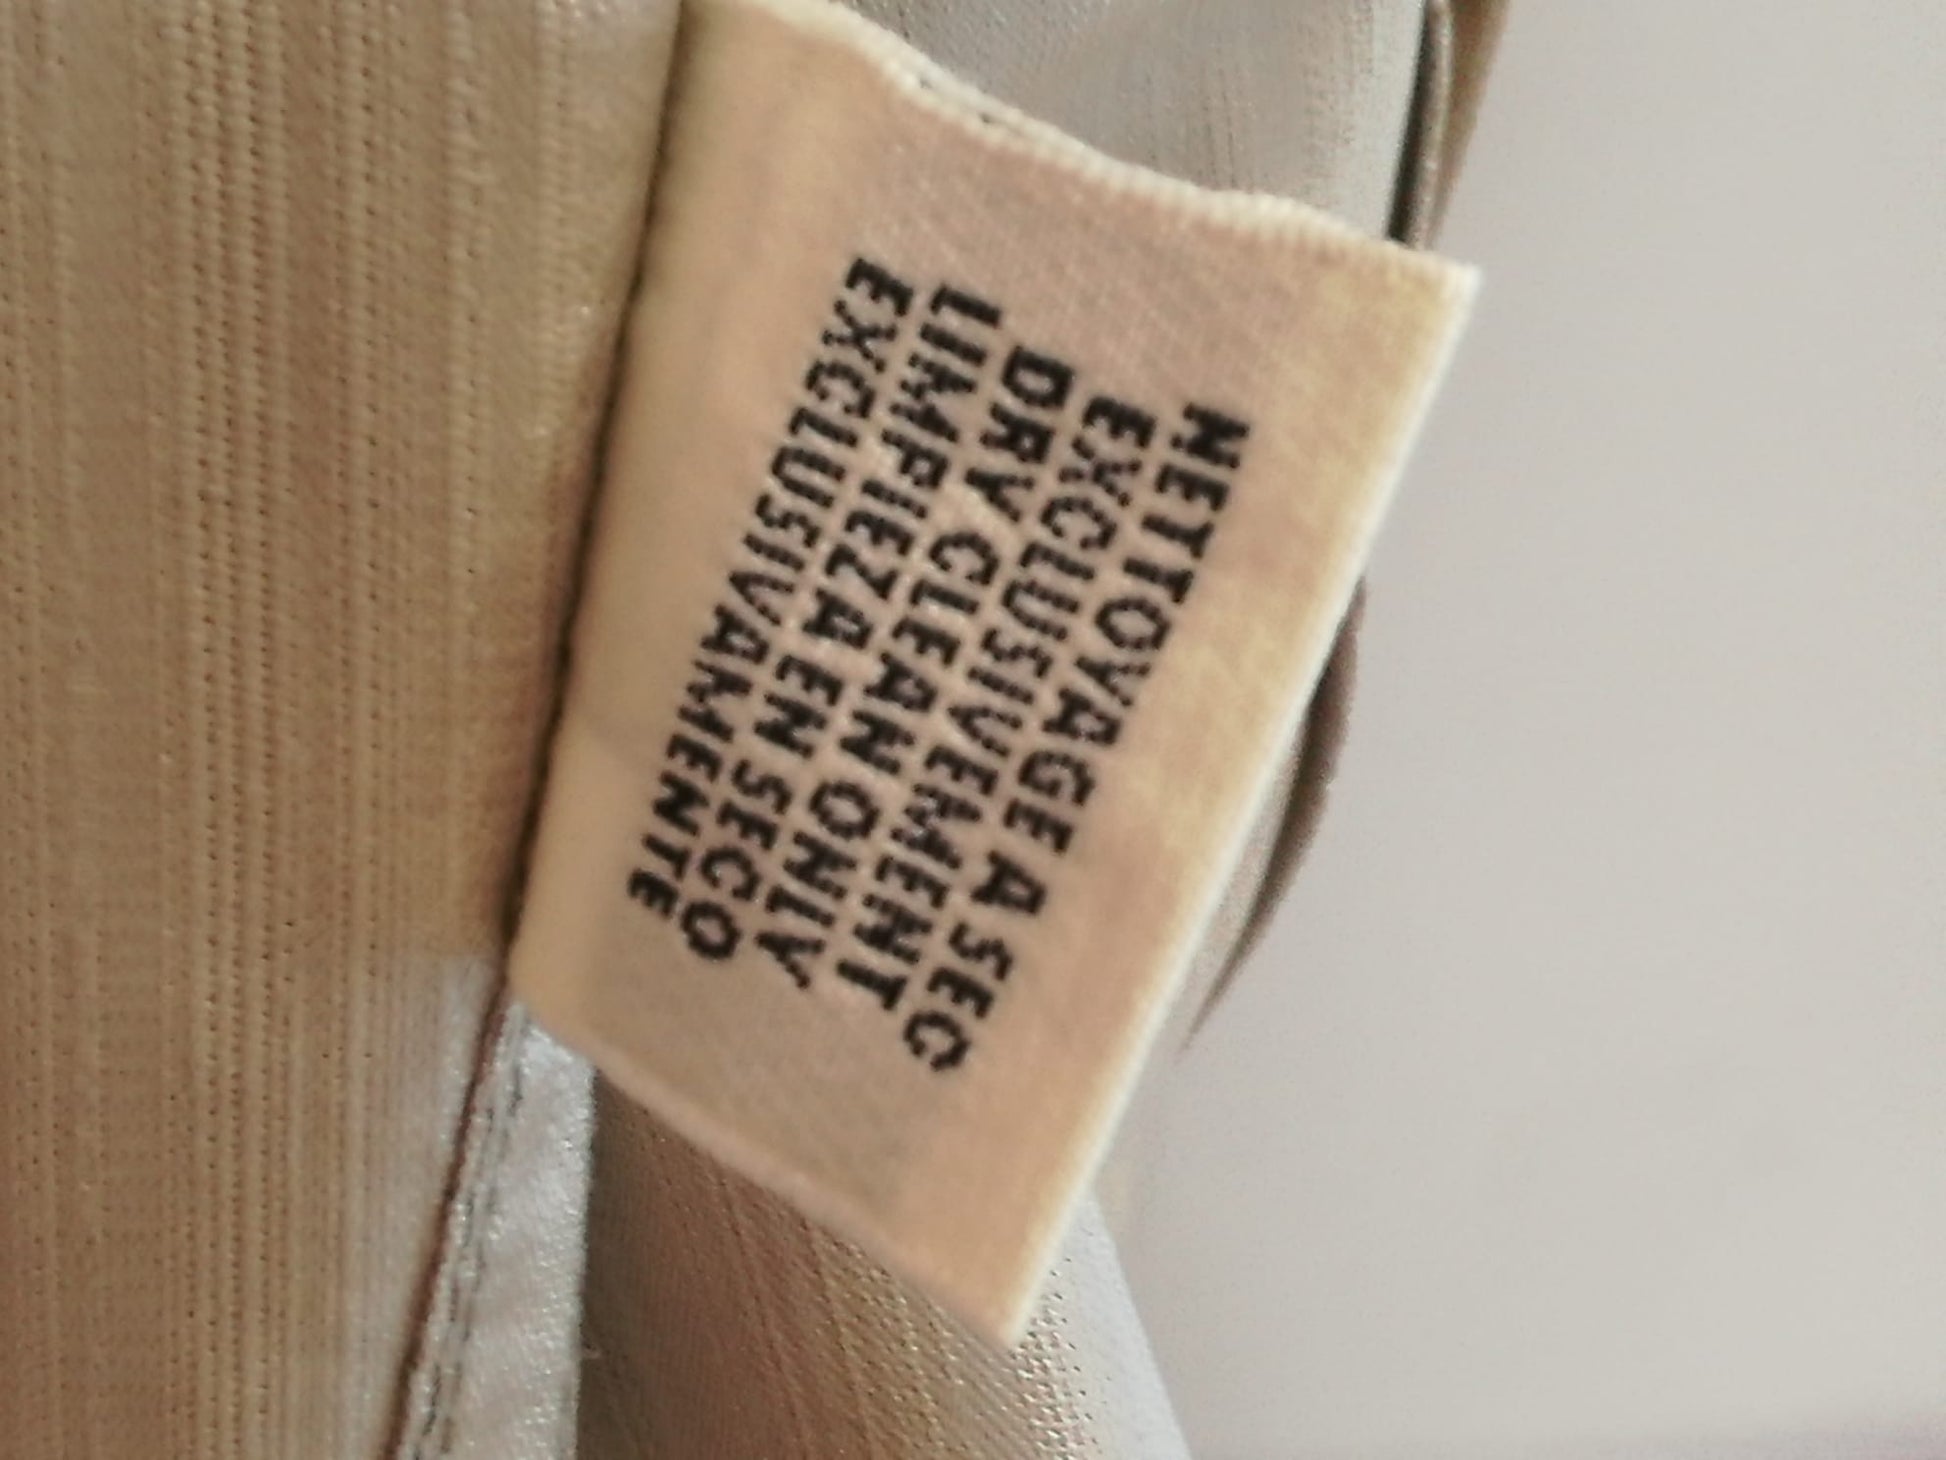 NETTOYAGE A SEC
EXCLUSIVEMENT
DRY CLEAN ONLY
LIMPIEZA EN SECO
EXCLUSIVAMENTE